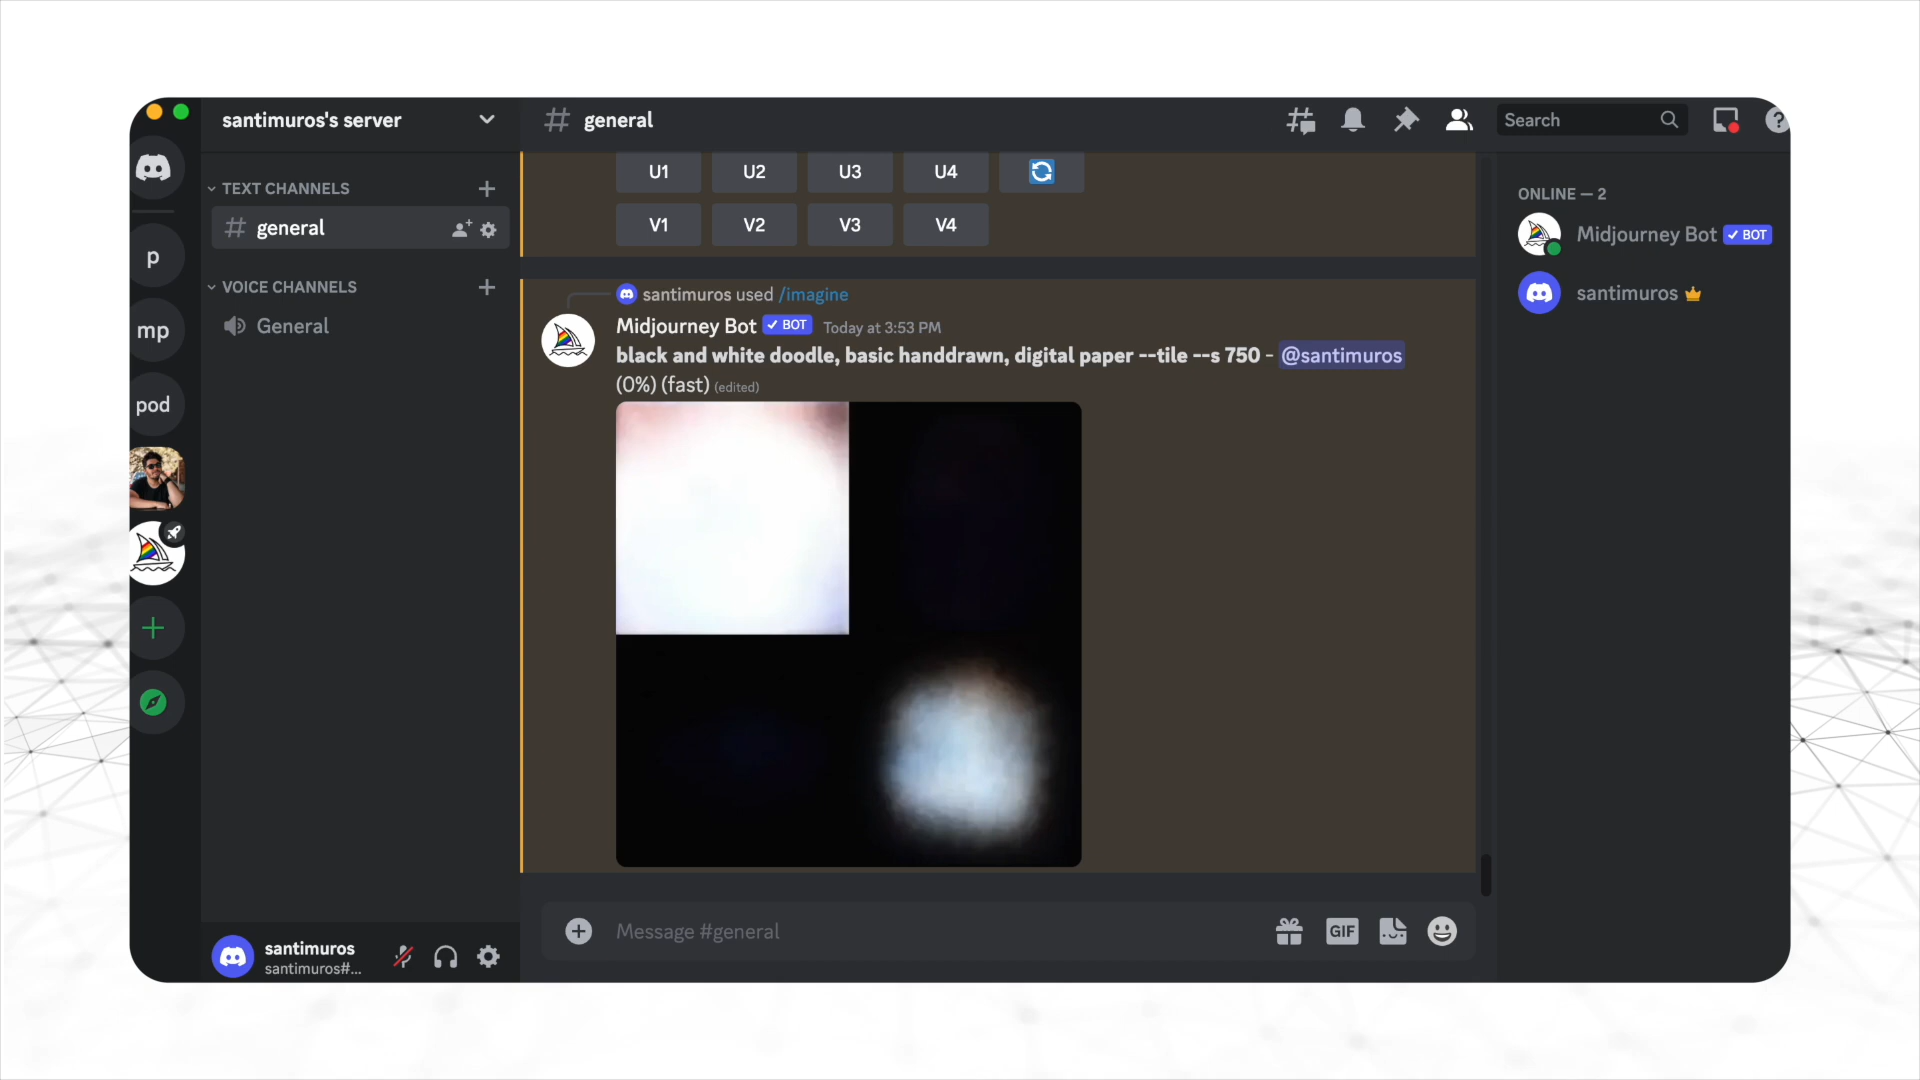 santimuros's server
general
Search
?
TEXT CHANNELS
general
VOICE CHANNELS
General
p
mp
pod
U1 U2 U3 U4
V1 V2 V3 V4
santimuros used /imagine
Midjourney Bot BOT Today at 3:53 PM
black and white doodle, basic handdrawn, digital paper --tile --s 750 - @santimuros
(0%) (fast) (edited)
Message #general
GIF
santimuros
santimuros#...
ONLINE — 2
Midjourney Bot BOT
santimuros